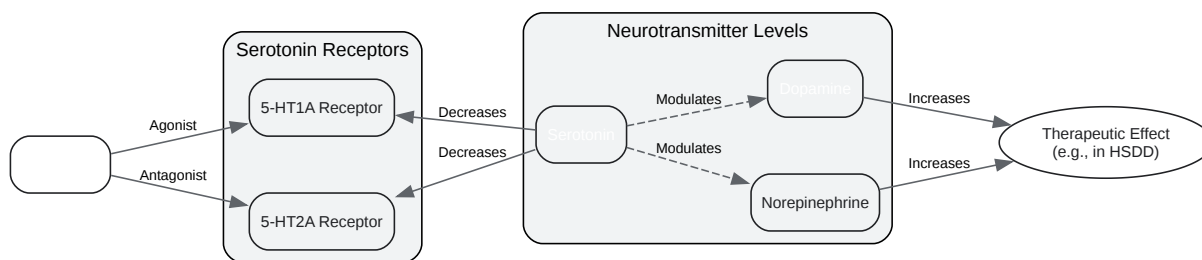 Neurotransmitter Levels
Serotonin Receptors
Dopamine
Modulates
Increases
5-HT1A Receptor
Decreases
Agonist
Serotonin
Therapeutic Effect
(e.g., in HSDD)
Modulates
Decreases
Increases
Antagonist
Norepinephrine
5-HT2A Receptor